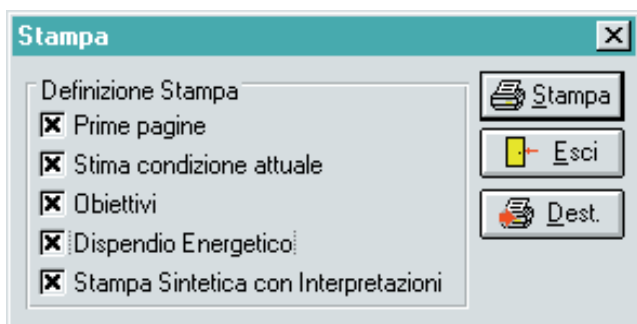 Stampa
Definizione Stampa
Prime pagine
Stima condizione attuale
Obiettivi
Dispendio Energetico
Stampa Sintetica con Interpretazioni
Stampa
Esci
Dest.